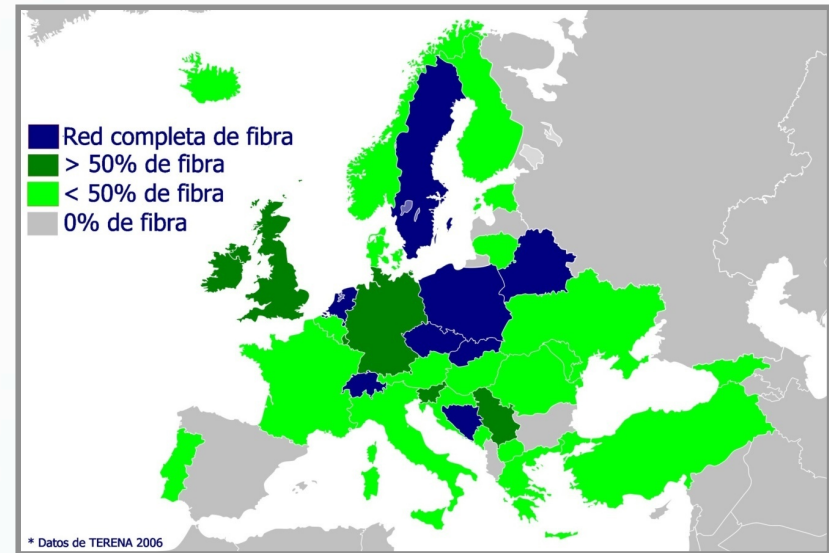 Red completa de fibra
> 50% de fibra
< 50% de fibra
0% de fibra
* Datos de TERENA 2006